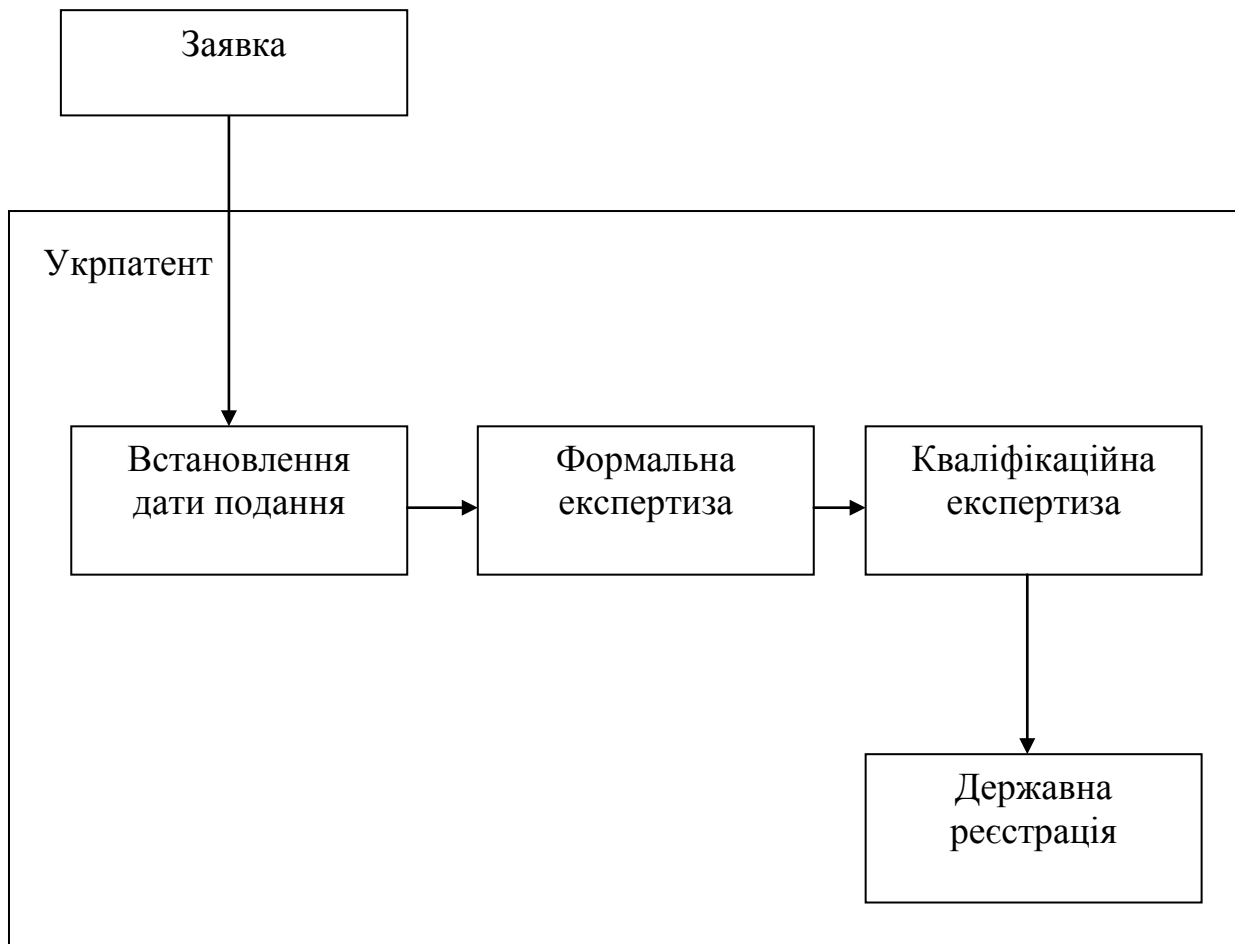 Заявка
Укрпатент
Встановлення
дати подання
Формальна
експертиза
Кваліфікаційна
експертиза
Державна
реєстрація